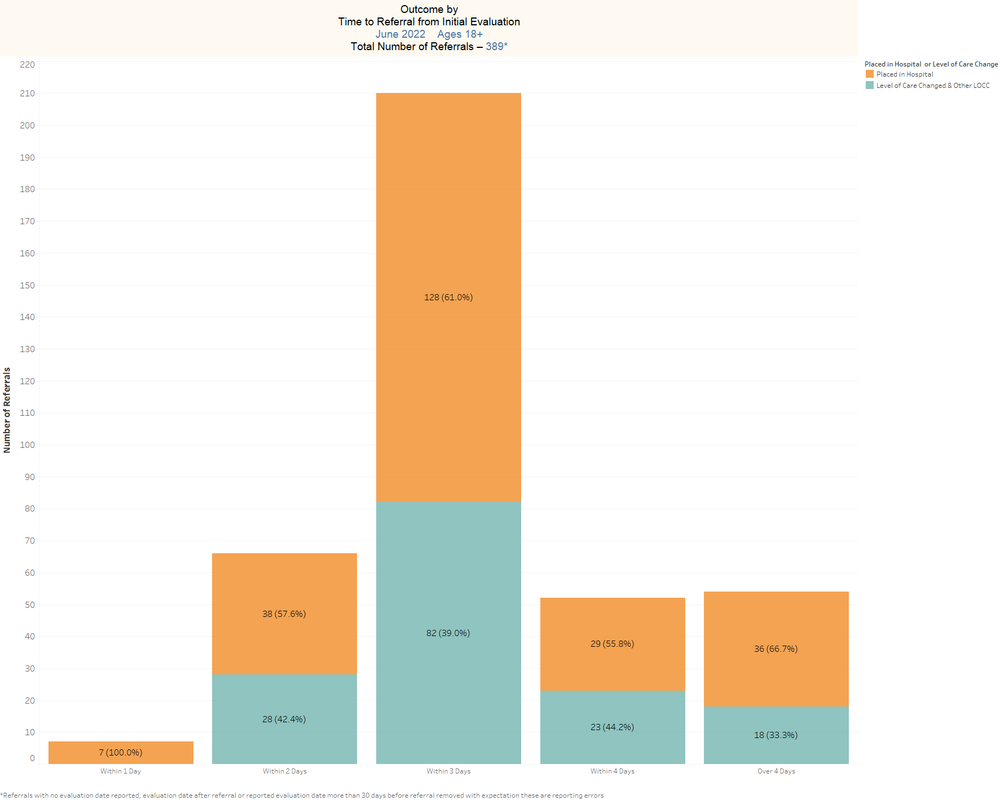 Outcome by
Time to Referral from Initial Evaluation
June 2022 Ages 18+
Total Number of Referrals – 389*
Placed in Hospital or Level of Care Change
Placed in Hospital
Level of Care Changed & Other LOCC
Number of Referrals
220
210
200
190
180
170
160
150
140
130
120
110
100
90
80
70
60
50
40
30
20
10
0
7 (100.0%)
38 (57.6%)
28 (42.4%)
128 (61.0%)
82 (39.0%)
29 (55.8%)
23 (44.2%)
36 (66.7%)
18 (33.3%)
Within 1 Day
Within 2 Days
Within 3 Days
Within 4 Days
Over 4 Days
*Referrals with no evaluation date reported, evaluation date after referral or reported evaluation date more than 30 days before referral removed with expectation these are reporting errors